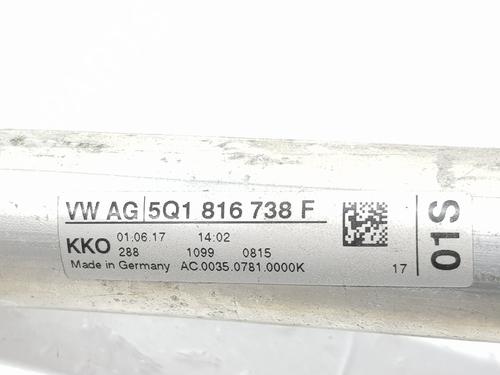 VW AG 5Q1 816 738 F
KKO 01.06.17 14:02
288 1099 0815
Made in Germany AC.0035.0781.0000K 17
01S